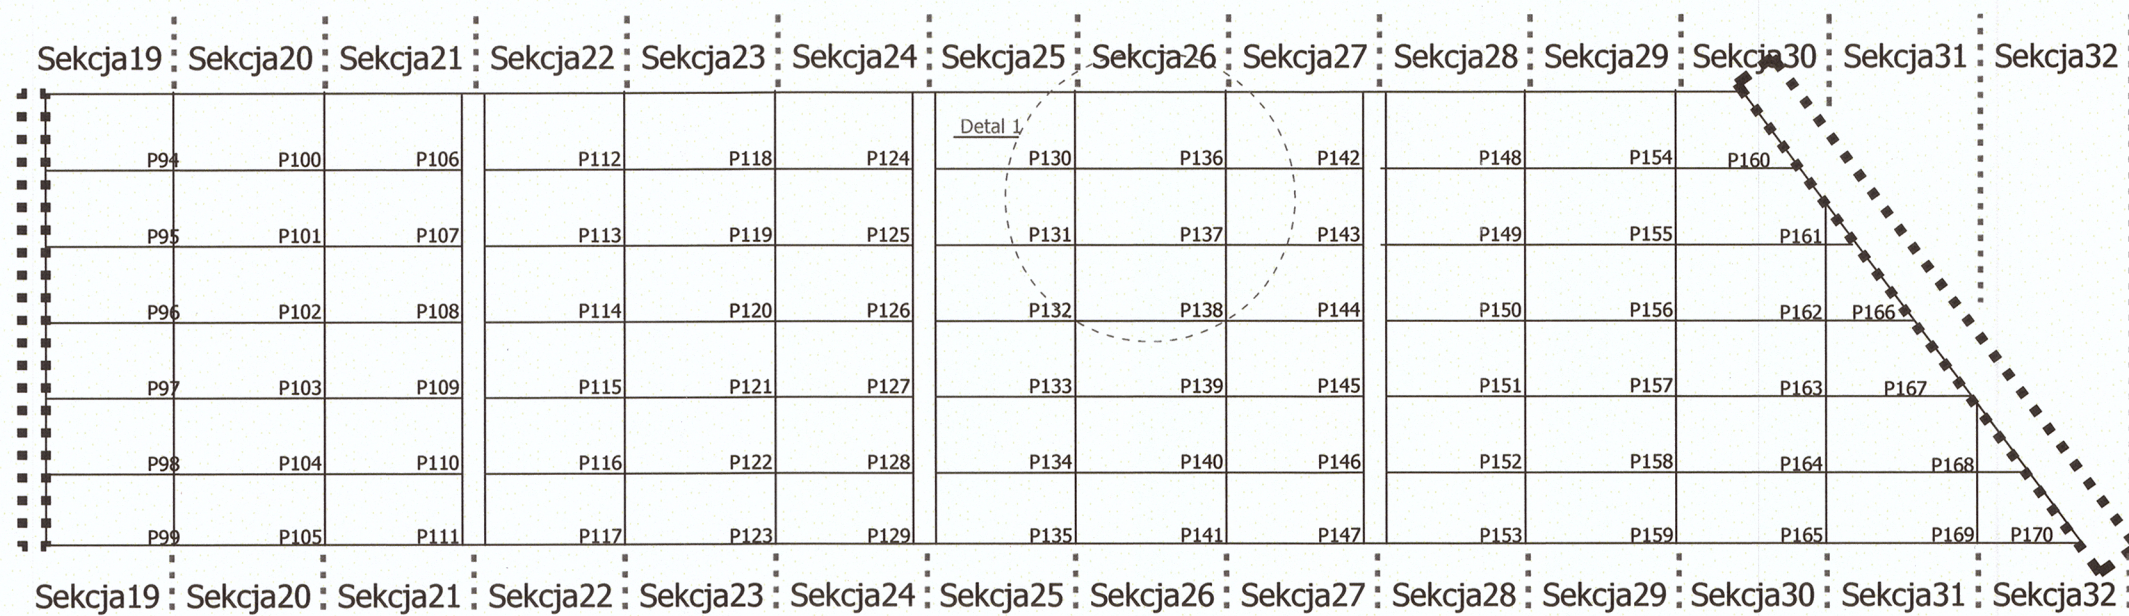 Sekcja19 Sekcja20 Sekcja21 Sekcja22 Sekcja23 Sekcja24 Sekcja25 Sekcja26 Sekcja27 Sekcja28 Sekcja29 Sekcja30 Sekcja31 Sekcja32
Detal 1
P94 P100 P106 P112 P118 P124 P130 P136 P142 P148 P154 P160
P95 P101 P107 P113 P119 P125 P131 P137 P143 P149 P155 P161
P96 P102 P108 P114 P120 P126 P132 P138 P144 P150 P156 P162 P166
P97 P103 P109 P115 P121 P127 P133 P139 P145 P151 P157 P163 P167
P98 P104 P110 P116 P122 P128 P134 P140 P146 P152 P158 P164 P168
P99 P105 P111 P117 P123 P129 P135 P141 P147 P153 P159 P165 P169 P170
Sekcja19 Sekcja20 Sekcja21 Sekcja22 Sekcja23 Sekcja24 Sekcja25 Sekcja26 Sekcja27 Sekcja28 Sekcja29 Sekcja30 Sekcja31 Sekcja32